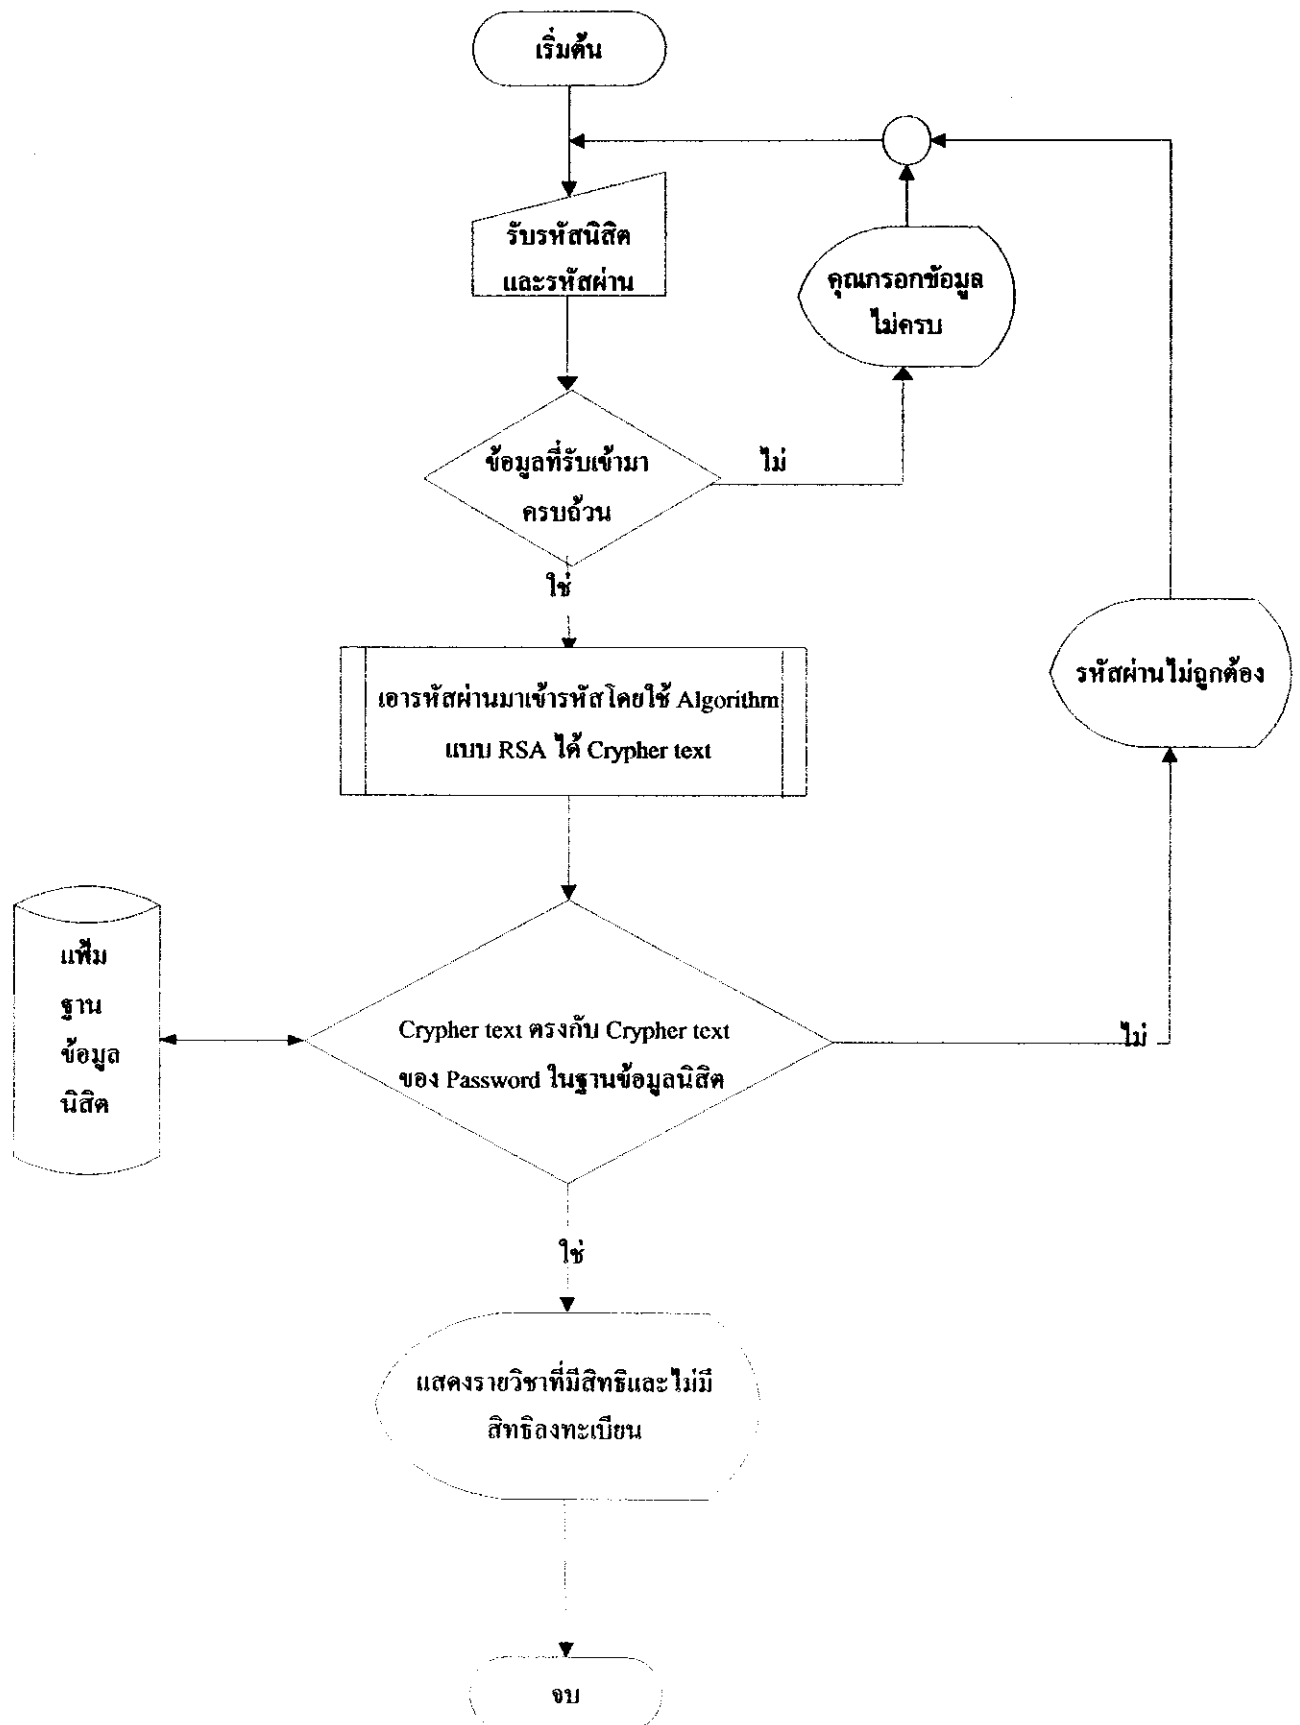 เริ่มต้น
รับรหัสนิสิต
และรหัสผ่าน
คุณกรอกข้อมูล
ไม่ครบ
ข้อมูลที่รับเข้ามา
ครบถ้วน
ไม่
ใช่
รหัสผ่านไม่ถูกต้อง
เอารหัสผ่านมาเข้ารหัสโดยใช้ Algorithm
แบบ RSA ได้ Crypher text
แฟ้ม
ฐาน
ข้อมูล
นิสิต
Crypher text ตรงกับ Crypher text
ของ Password ในฐานข้อมูลนิสิต
ไม่
ใช่
แสดงรายวิชาที่มีสิทธิและไม่มี
สิทธิลงทะเบียน
จบ